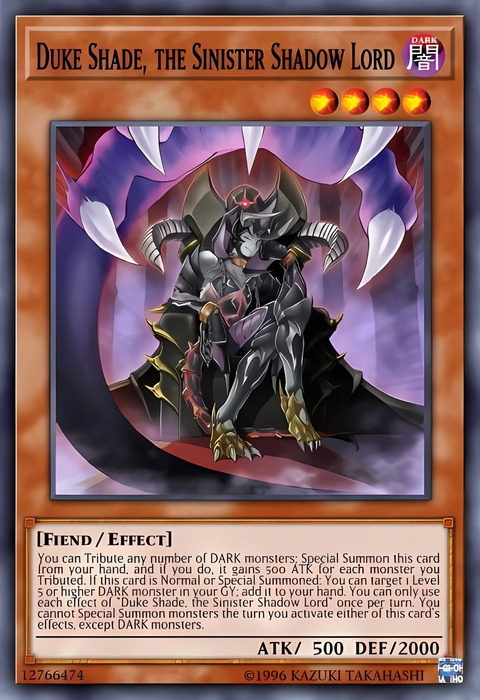 DUKE SHADE, THE SINISTER SHADOW LORD
DARK
闇
[FIEND / EFFECT]
You can Tribute any number of DARK monsters; Special Summon this card
from your hand, and if you do, it gains 500 ATK for each monster you
Tributed. If this card is Normal or Special Summoned: You can target 1 Level
5 or higher DARK monster in your GY; add it to your hand. You can only use
each effect of "Duke Shade, the Sinister Shadow Lord" once per turn. You
cannot Special Summon monsters the turn you activate either of this card's
effects, except DARK monsters.
ATK/ 500 DEF/2000
12766474
©1996 KAZUKI TAKAHASHI